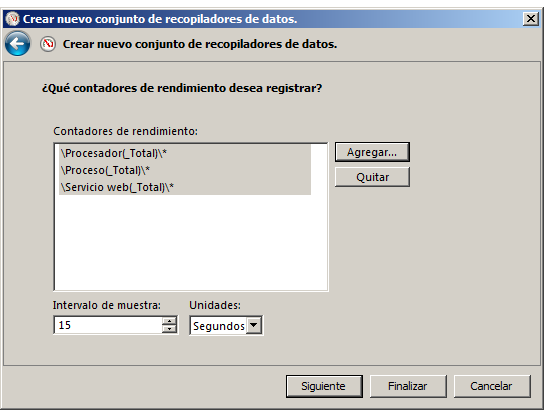 Crear nuevo conjunto de recopiladores de datos.
Crear nuevo conjunto de recopiladores de datos.
¿Qué contadores de rendimiento desea registrar?
Contadores de rendimiento:
\Procesador(_Total)\*
\Proceso(_Total)\*
\Servicio web(_Total)\*
Agregar...
Quitar
Intervalo de muestra:
Unidades:
15
Segundos
Siguiente
Finalizar
Cancelar